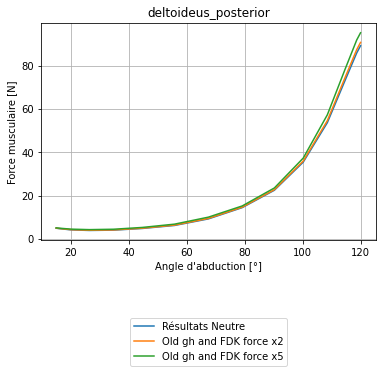 deltoideus_posterior
Force musculaire [N]
80
60
40
20
0
20
40
60
80
100
120
Angle d'abduction [°]
Résultats Neutre
Old gh and FDK force x2
Old gh and FDK force x5